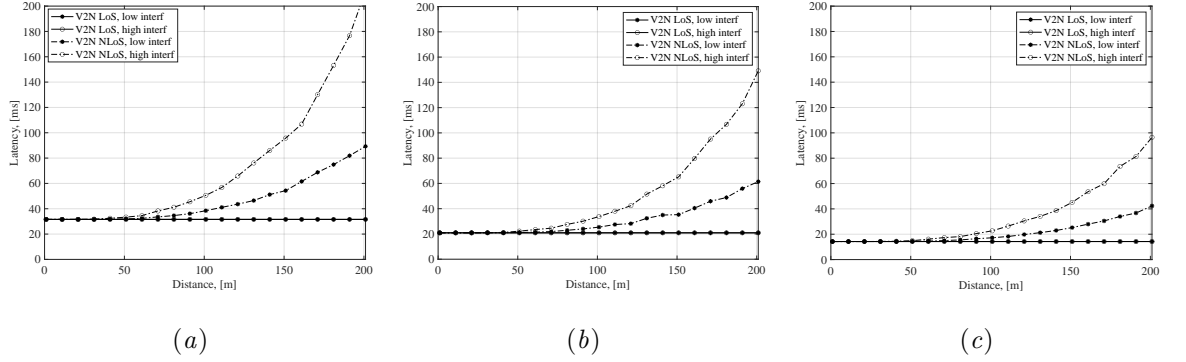 V2N LoS, low interf
V2N LoS, high interf
V2N NLoS, low interf
V2N NLoS, high interf
200
180
160
140
120
100
80
60
40
20
0
Latency, [ms]
0 50 100 150 200
Distance, [m]
(a)
V2N LoS, low interf
V2N LoS, high interf
V2N NLoS, low interf
V2N NLoS, high interf
200
180
160
140
120
100
80
60
40
20
0
Latency, [ms]
0 50 100 150 200
Distance, [m]
(b)
V2N LoS, low interf
V2N LoS, high interf
V2N NLoS, low interf
V2N NLoS, high interf
200
180
160
140
120
100
80
60
40
20
0
Latency, [ms]
0 50 100 150 200
Distance, [m]
(c)